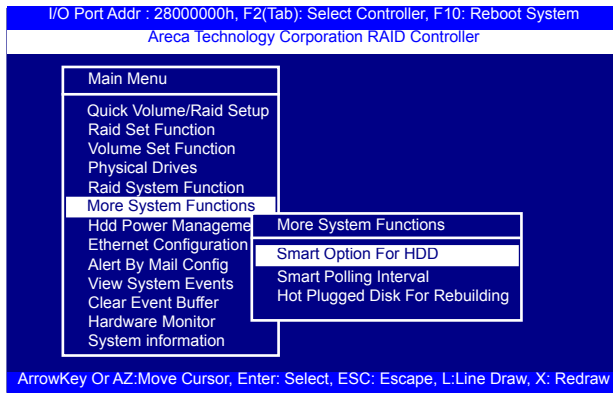 I/O Port Addr : 28000000h, F2(Tab): Select Controller, F10: Reboot System
Areca Technology Corporation RAID Controller
Main Menu
Quick Volume/Raid Setup
Raid Set Function
Volume Set Function
Physical Drives
Raid System Function
More System Functions
Hdd Power Manageme
Ethernet Configuration
Alert By Mail Config
View System Events
Clear Event Buffer
Hardware Monitor
System information
More System Functions
Smart Option For HDD
Smart Polling Interval
Hot Plugged Disk For Rebuilding
ArrowKey Or AZ:Move Cursor, Enter: Select, ESC: Escape, L:Line Draw, X: Redraw